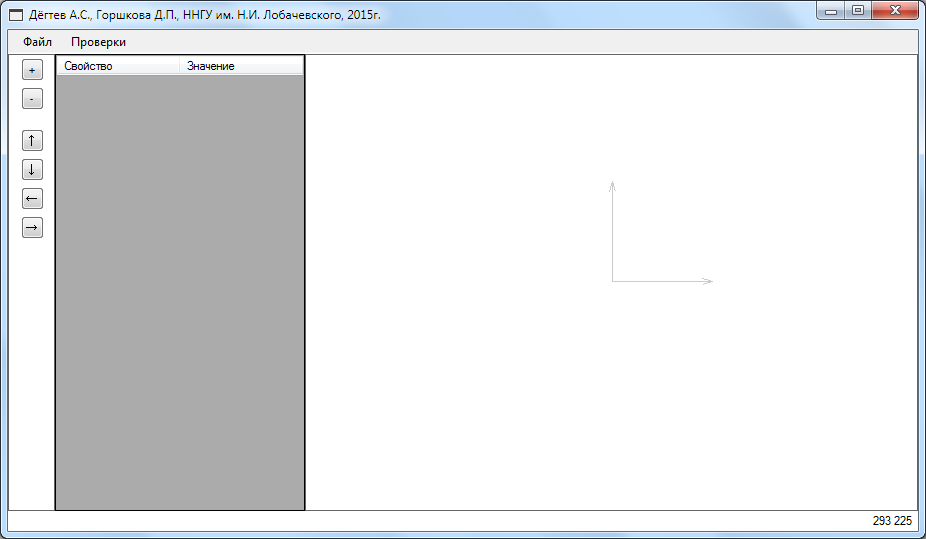 Дёгтев А.С., Горшкова Д.П., ННГУ им. Н.И. Лобачевского, 2015г.
Файл Проверки
+
-
↑
↓
←
→
Свойство Значение
293 225